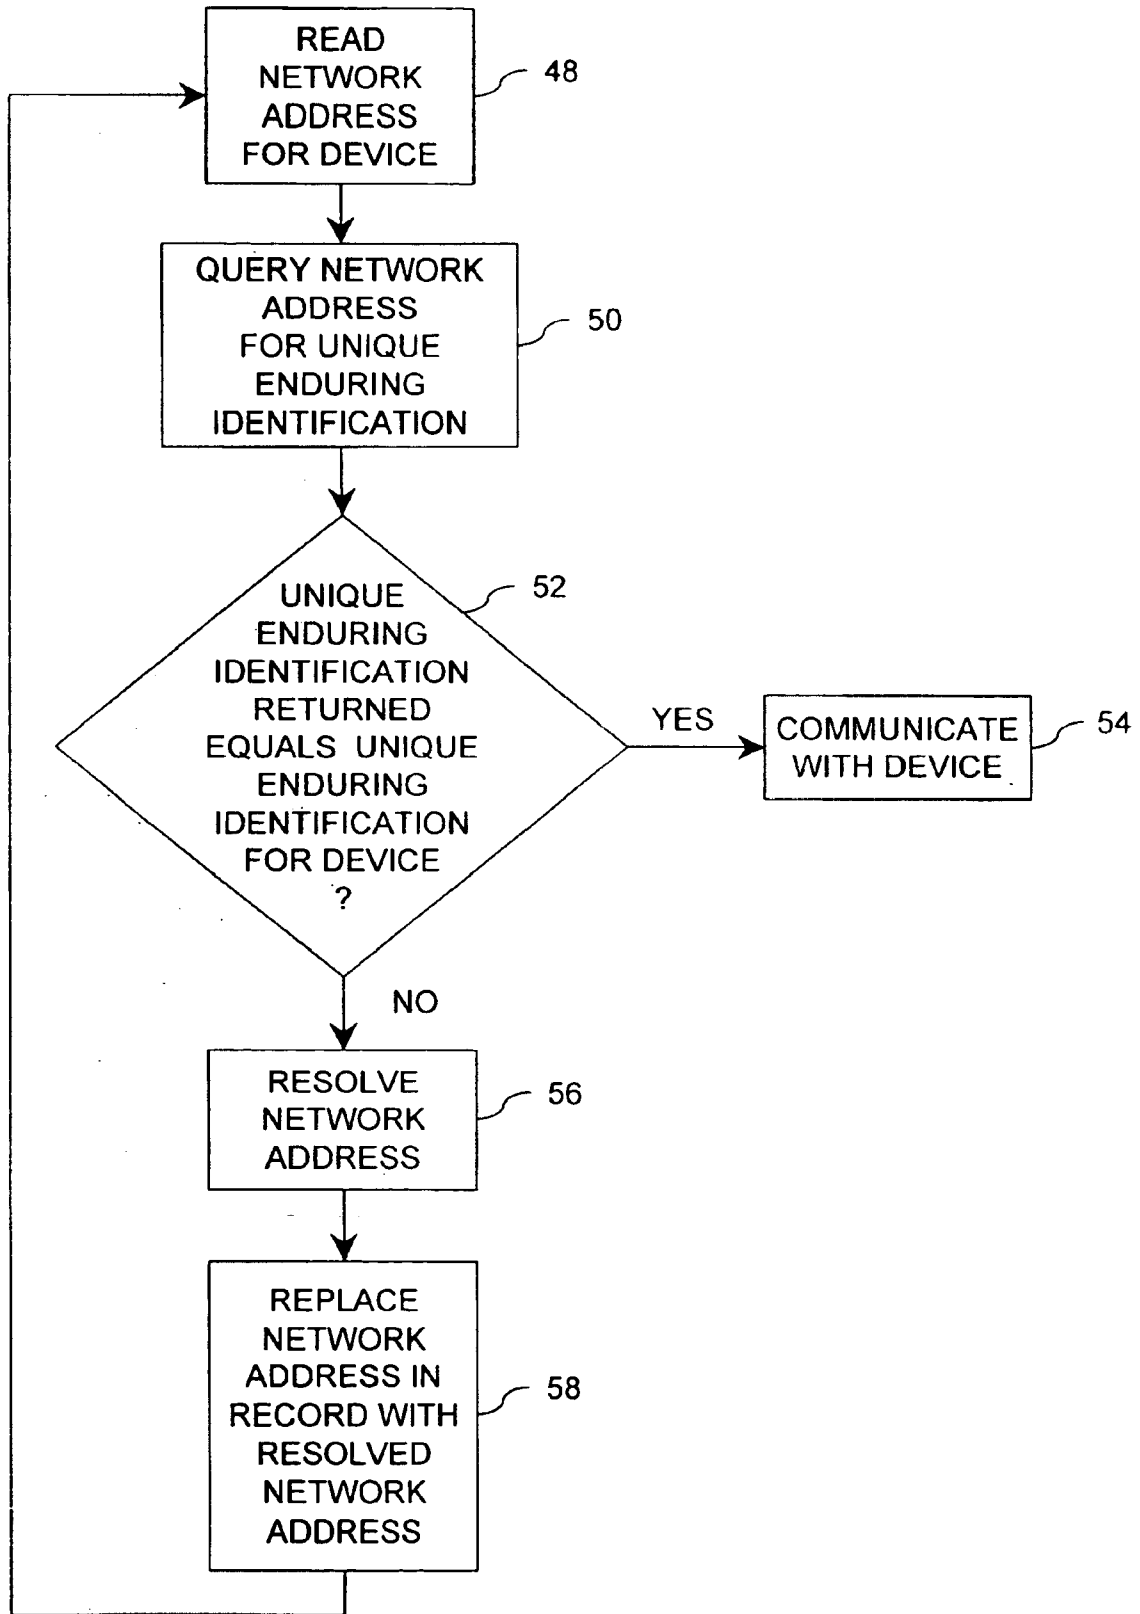 READ
NETWORK
ADDRESS
FOR DEVICE
48
QUERY NETWORK
ADDRESS
FOR UNIQUE
ENDURING
IDENTIFICATION
50
UNIQUE
ENDURING
IDENTIFICATION
RETURNED
EQUALS UNIQUE
ENDURING
IDENTIFICATION
FOR DEVICE
?
52
YES
COMMUNICATE
WITH DEVICE
54
NO
RESOLVE
NETWORK
ADDRESS
56
REPLACE
NETWORK
ADDRESS IN
RECORD WITH
RESOLVED
NETWORK
ADDRESS
58